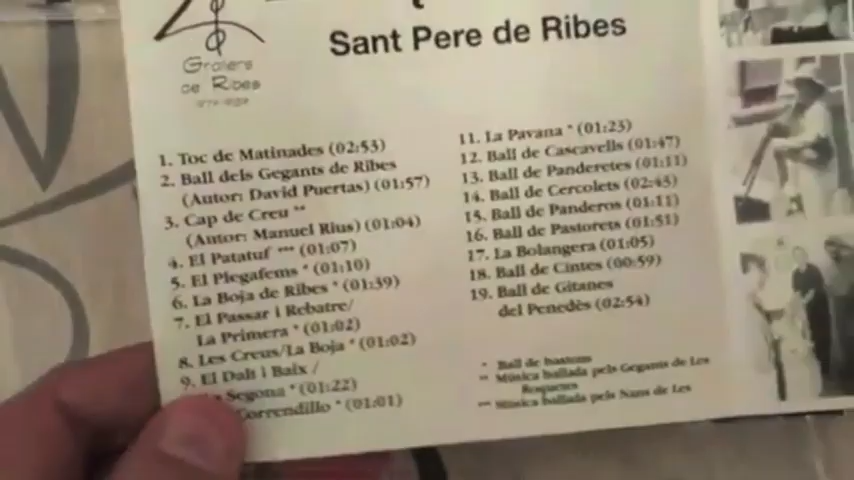 Sant Pere de Ribes
Grallers
de Ribes
1. Toc de Matinades (02:53)
2. Ball dels Gegants de Ribes
(Autor: David Puertas) (01:57)
3. Cap de Creu **
(Autor: Manuel Rius) (01:04)
4. El Patatuf *** (01:07)
5. El Plegafems * (01:10)
6. La Boja de Ribes * (01:39)
7. El Passar i Rebatre/
La Primera * (01:02)
8. Les Creus/La Boja * (01:02)
9. El Dalt i Baix /
Segona * (01:22)
Correndillo * (01:01)
11. La Pavana * (01:23)
12. Ball de Cascavells (01:47)
13. Ball de Panderetes (01:11)
14. Ball de Cercolets (02:43)
15. Ball de Panderos (01:11)
16. Ball de Pastorets (01:51)
17. La Bolangera (01:05)
18. Ball de Cintes (00:59)
19. Ball de Gitanes
del Penedès (02:54)
* Ball de bastons
** Música ballada pels Gegants de Les
Roquetes
*** Música ballada pels Nans de Les